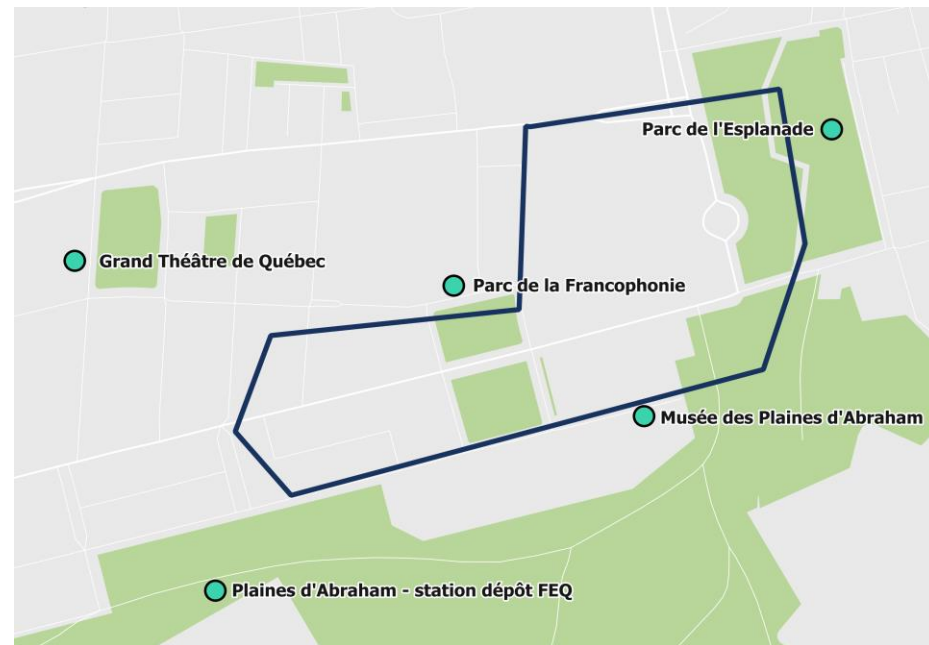 Parc de l'Esplanade
Grand Théâtre de Québec
Parc de la Francophonie
Musée des Plaines d'Abraham
Plaines d'Abraham - station dépôt FEQ